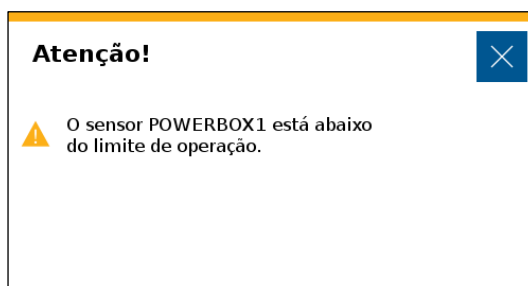 Atenção!
O sensor POWERBOX1 está abaixo
do limite de operação.